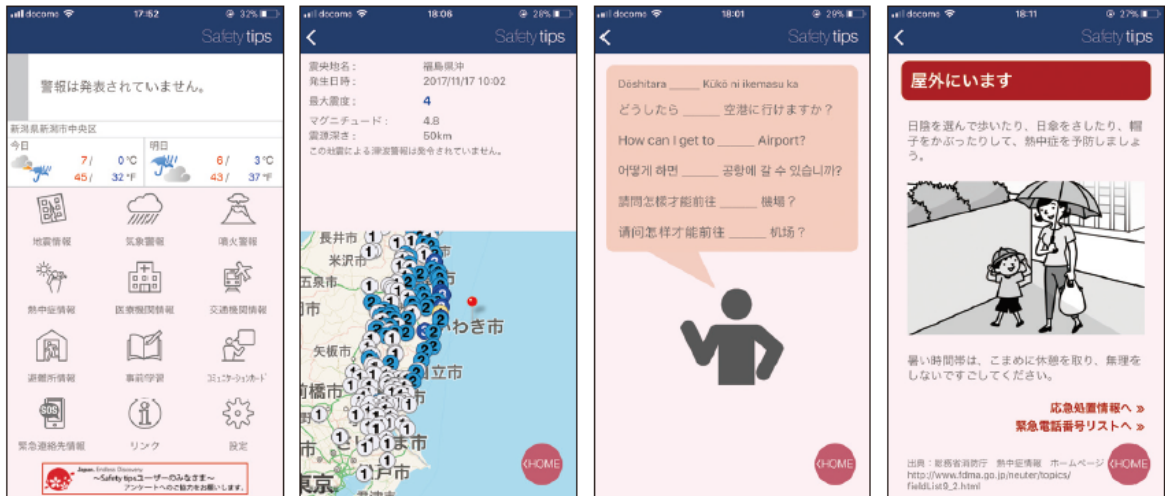 docomo 17:52 32%
Safety tips
警報は発表されていません。
新潟県新潟市中央区
今日 明日
7/ 0℃ 6/ 3℃
45/ 32℉ 43/ 37℉
地震情報 気象警報 噴火警報
熱中症情報 医療機関情報 交通機関情報
避難所情報 事前学習 コミュニケーションカード
SOS
緊急連絡先情報 リンク 設定
Japan. Endless Discovery
〜Safety tipsユーザーのみなさま〜
アンケートへのご協力をお願いします。
docomo 18:06 28%
Safety tips
震央地名: 福島県沖
発生日時: 2017/11/17 10:02
最大震度: 4
マグニチュード: 4.8
震源深さ: 50km
この地震による津波警報は発令されていません。
長井市
米沢市
五泉市
いわき市
矢板市
日立市
前橋市
さいたま市
東京
HOME
docomo 18:01 29%
Safety tips
Dōshitara _____ Kūkō ni ikemasu ka
どうしたら _____ 空港に行けますか？
How can I get to _____ Airport?
어떻게 하면 _____ 공항에 갈 수 있습니까?
請問怎樣才能前往 _____ 機場？
请问怎样才能前往 _____ 机场？
HOME
docomo 18:11 27%
Safety tips
屋外にいます
日陰を選んで歩いたり、日傘をさしたり、帽
子をかぶったりして、熱中症を予防しましょ
う。
暑い時間帯は、こまめに休憩を取り、無理を
しないですごしてください。
応急処置情報へ »
緊急電話番号リストへ »
出典：総務省消防庁 熱中症情報 ホームページ
http://www.fdma.go.jp/neuter/topics/
fieldList9_2.html
HOME